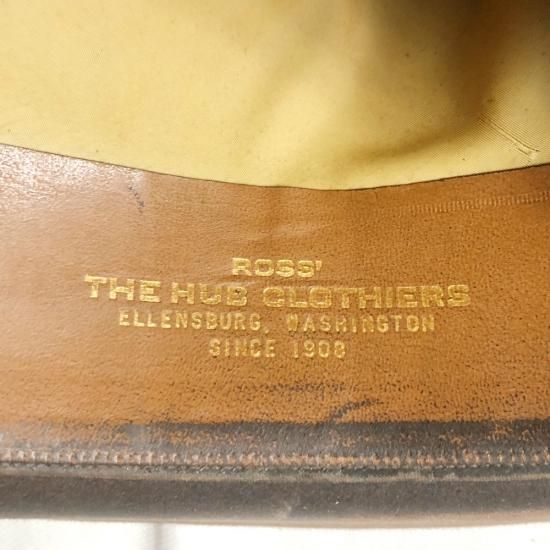 ROSS'
THE HUB CLOTHIERS
ELLENSBURG, WASHINGTON
SINCE 1908